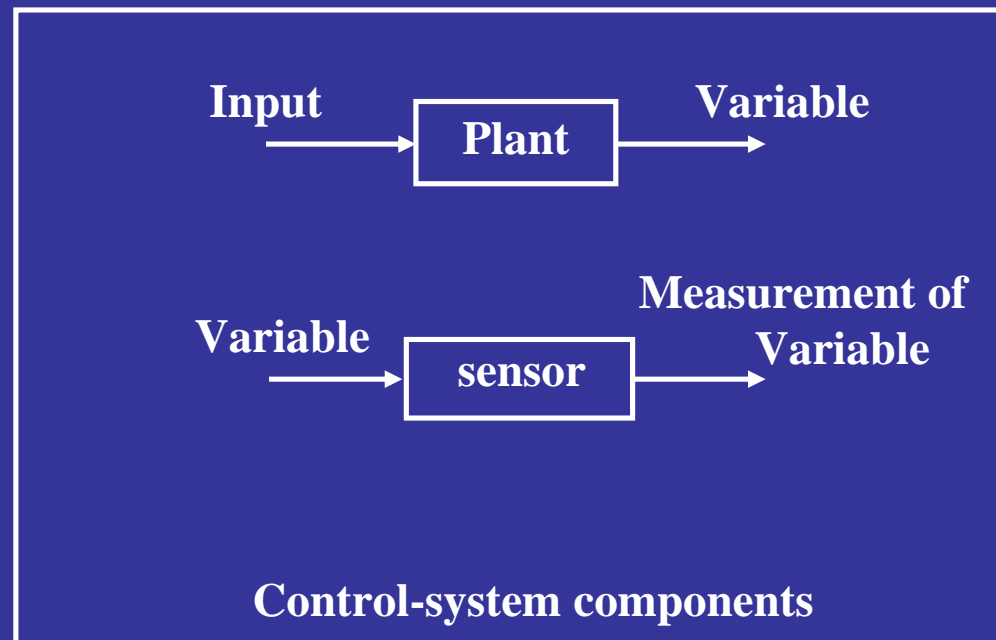 Input
Plant
Variable
Variable
sensor
Measurement of
Variable
Control-system components